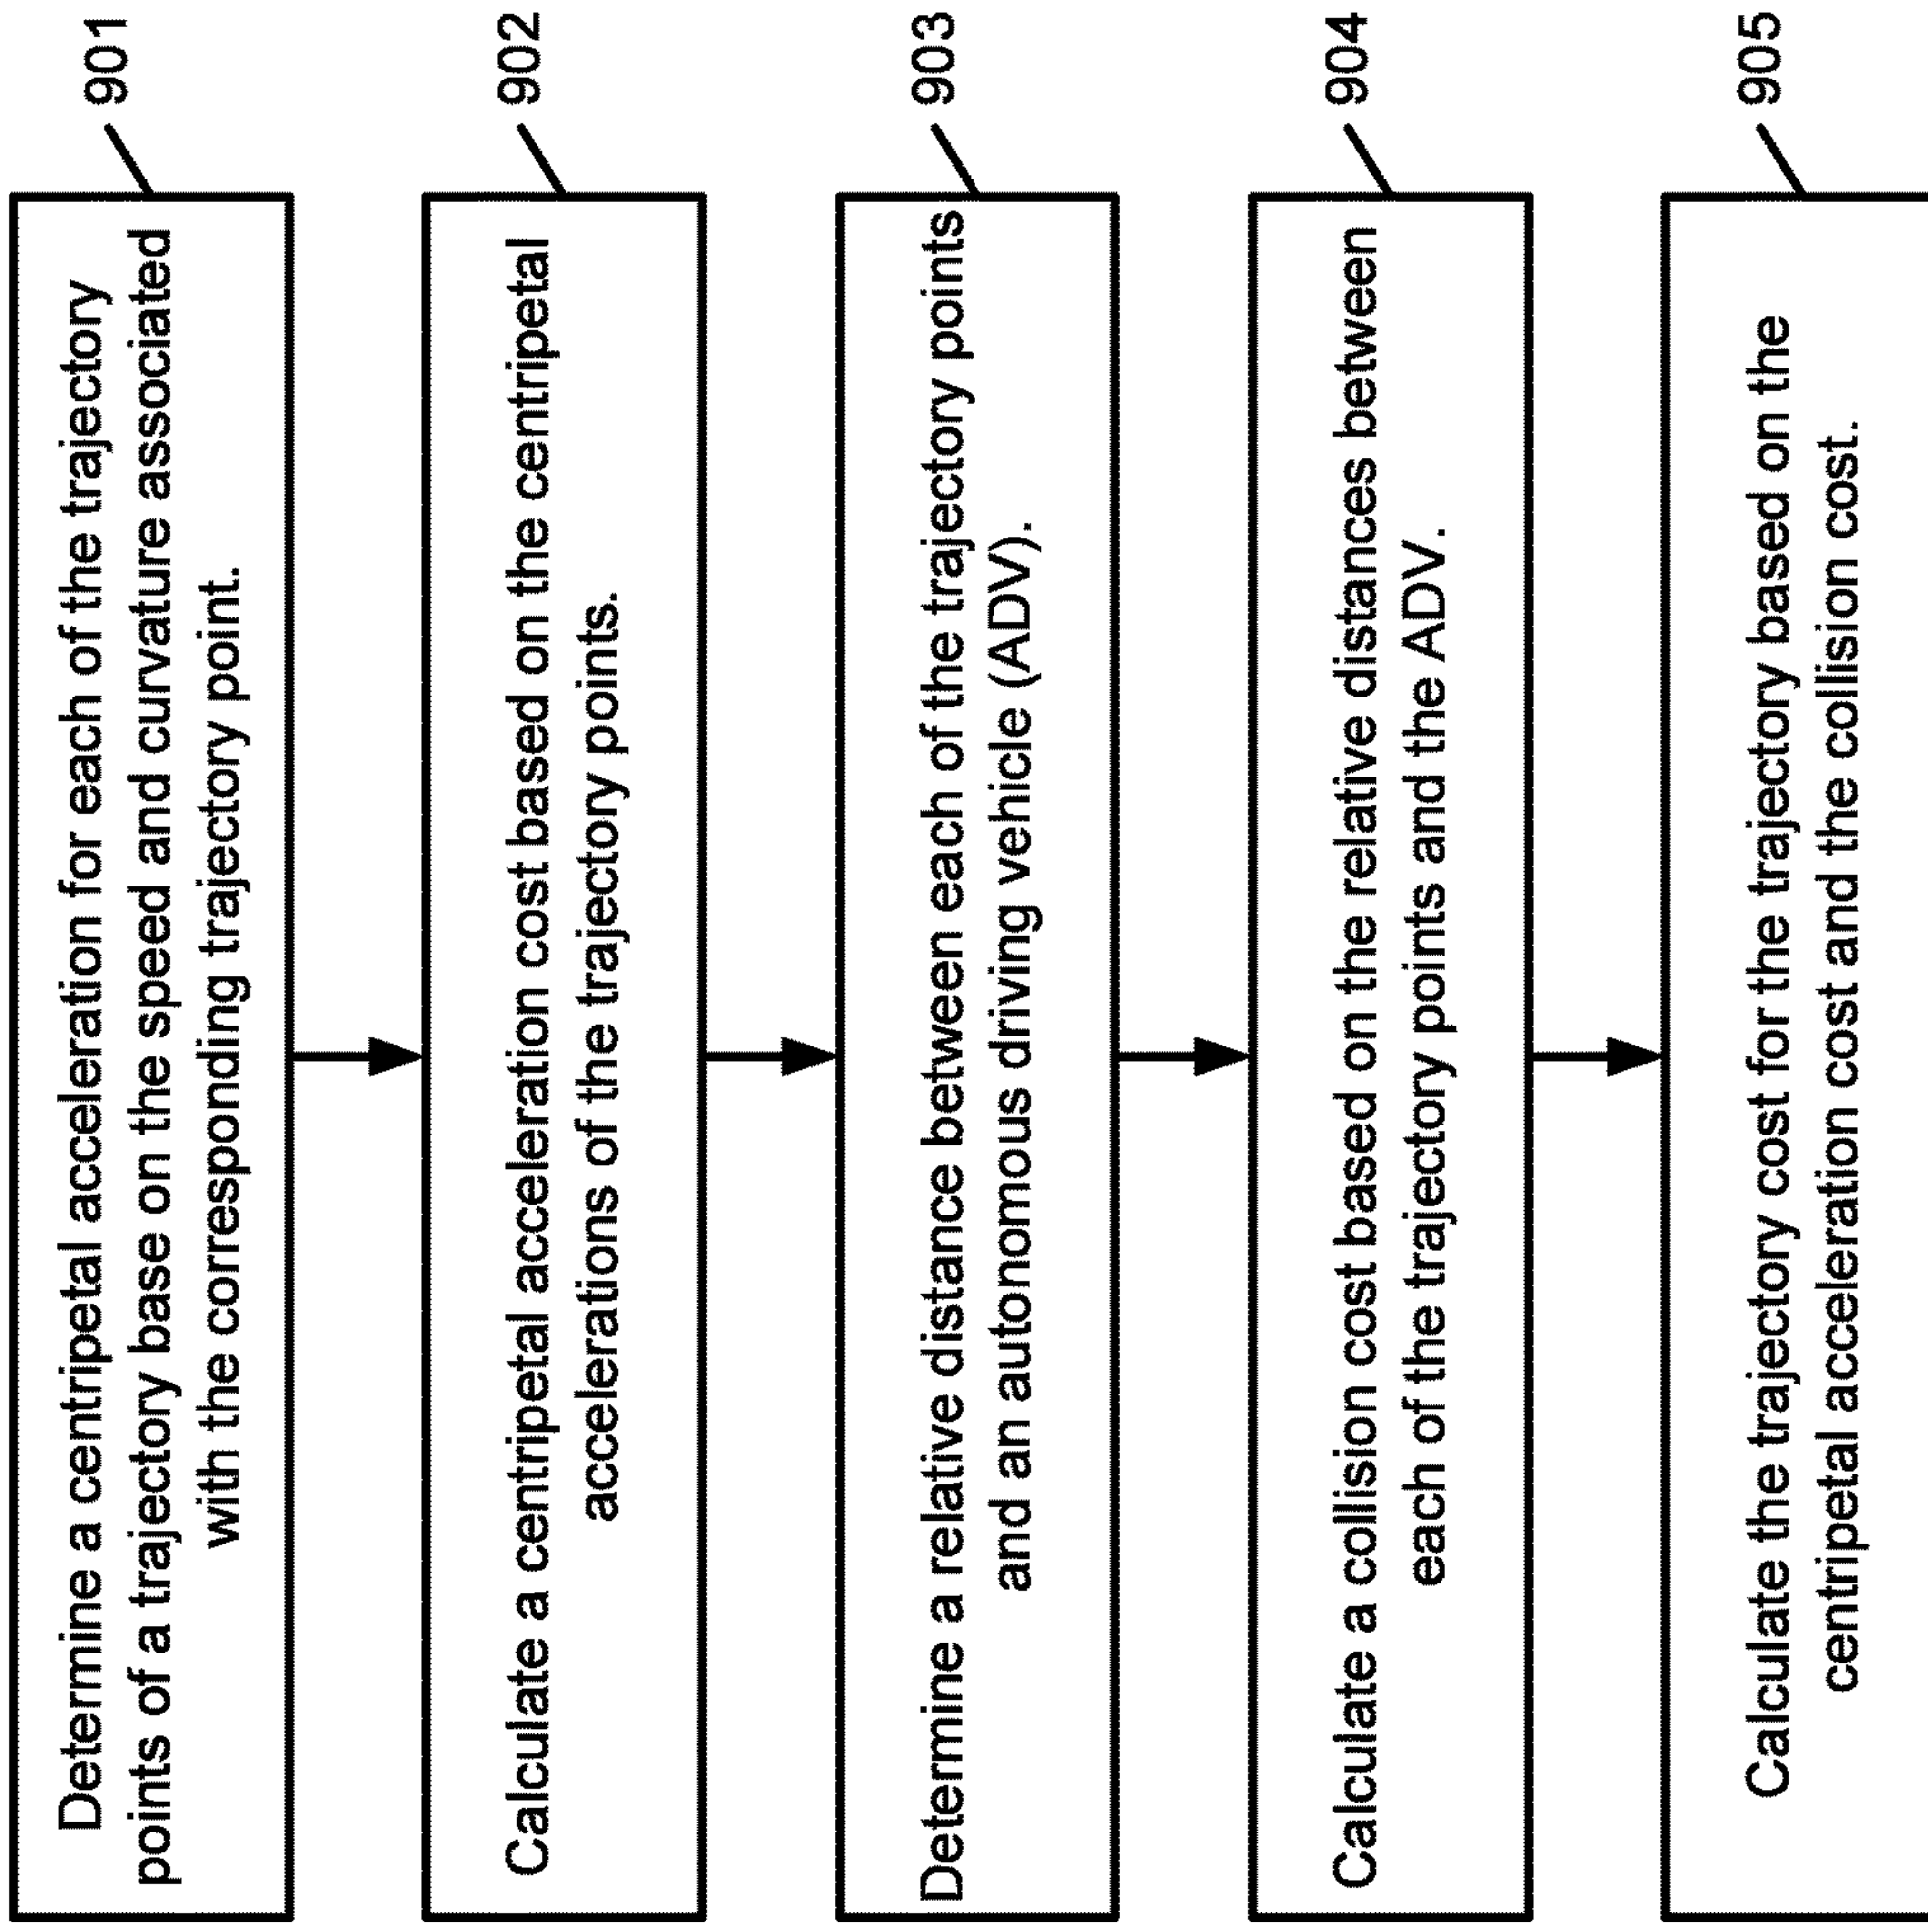 Determine a centripetal acceleration for each of the trajectory
points of a trajectory base on the speed and curvature associated
with the corresponding trajectory point.
901
Calculate a centripetal acceleration cost based on the centripetal
accelerations of the trajectory points.
902
Determine a relative distance between each of the trajectory points
and an autonomous driving vehicle (ADV).
903
Calculate a collision cost based on the relative distances between
each of the trajectory points and the ADV.
904
Calculate the trajectory cost for the trajectory based on the
centripetal acceleration cost and the collision cost.
905